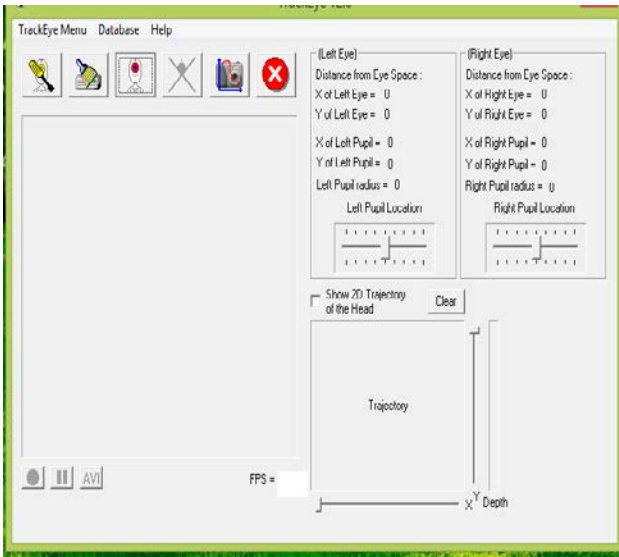 TrackEye v2.0
TrackEye Menu Database Help
(Left Eye)
Distance from Eye Space :
X of Left Eye = 0
Y of Left Eye = 0
X of Left Pupil = 0
Y of Left Pupil = 0
Left Pupil radius = 0
Left Pupil Location
(Right Eye)
Distance from Eye Space :
X of Right Eye = 0
Y of Right Eye = 0
X of Right Pupil = 0
Y of Right Pupil = 0
Right Pupil radius = 0
Right Pupil Location
Show 2D Trajectory
of the Head
Clear
Trajectory
AVI
FPS =
X
Y
Depth